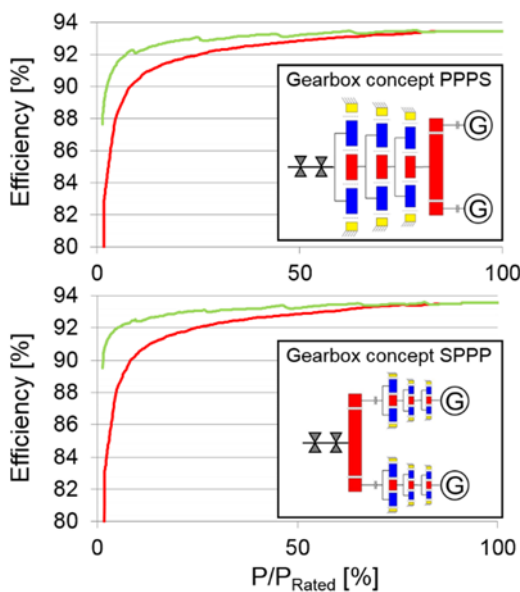 Efficiency [%]
94
92
90
88
86
84
82
80
0
50
100
Gearbox concept PPPS
G
G
Efficiency [%]
94
92
90
88
86
84
82
80
0
50
100
Gearbox concept SPPP
G
G
P/P_Rated [%]